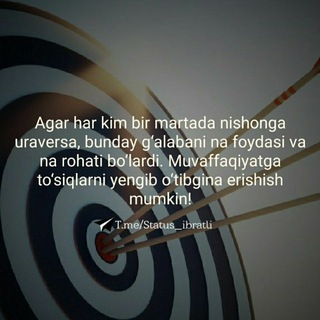 Agar har kim bir martada nishonga
uraversa, bunday g‘alabani na foydasi va
na rohati bo‘lardi. Muvaffaqiyatga
to‘siqlarni yengib o‘tibgina erishish
mumkin!
T.me/Status_ibratli